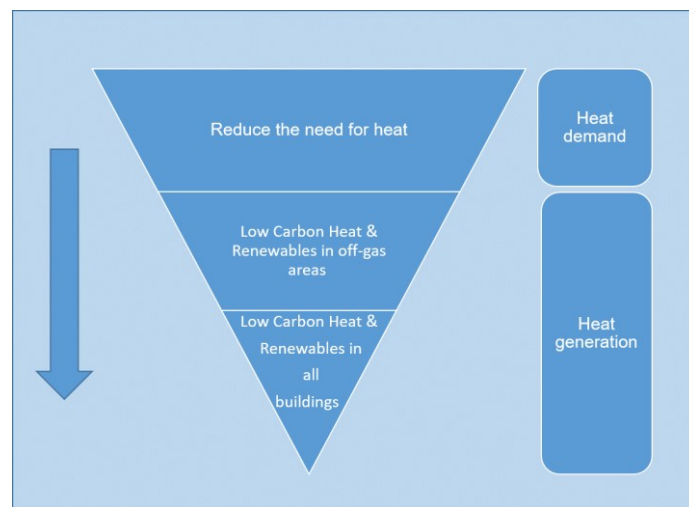 Reduce the need for heat
Heat
demand
Low Carbon Heat &
Renewables in off-gas
areas
Low Carbon Heat &
Renewables in
all
buildings
Heat
generation